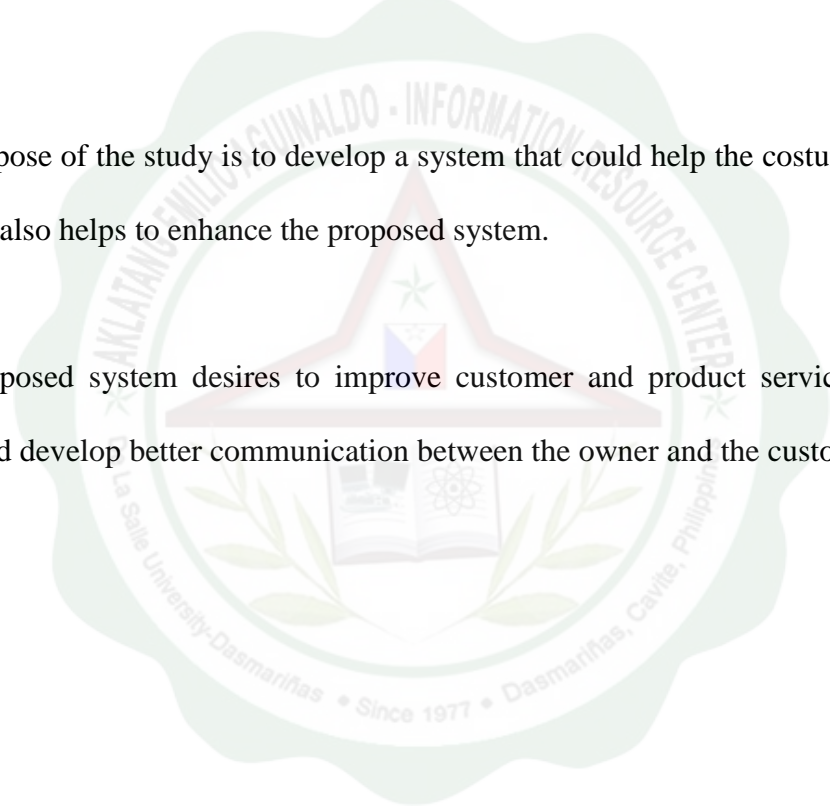 pose of the study is to develop a system that could help the costu
also helps to enhance the proposed system.
posed system desires to improve customer and product servic
d develop better communication between the owner and the custo
AKLATANG EMILIO AGUINALDO - INFORMATION RESOURCE CENTER
De La Salle University-Dasmariñas • Since 1977 • Dasmariñas, Cavite, Philippines